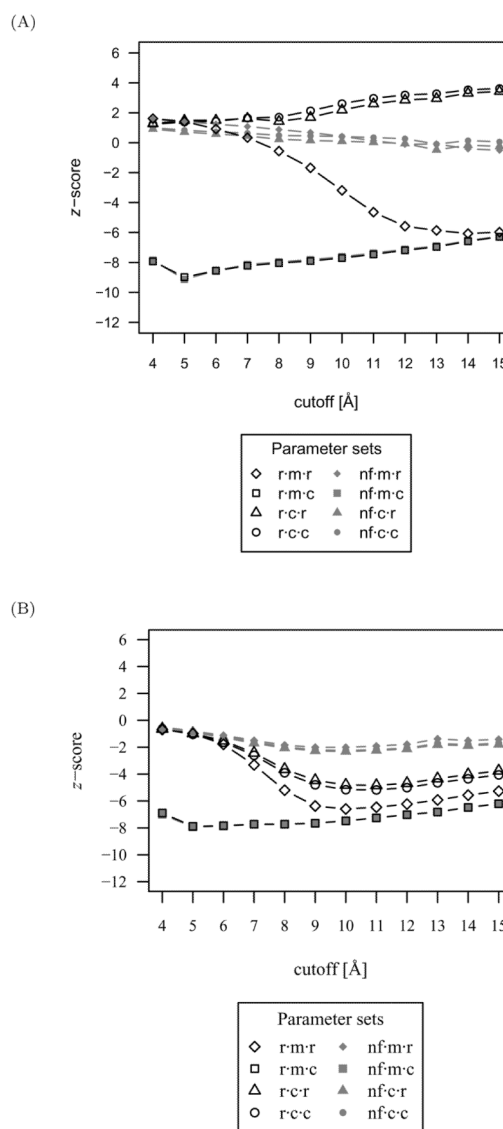 (A)
6
4
2
0
−2
−4
−6
−8
−10
−12
z−score
4 5 6 7 8 9 10 11 12 13 14 15
cutoff [Å]
Parameter sets
r·m·r nf·m·r
r·m·c nf·m·c
r·c·r nf·c·r
r·c·c nf·c·c
(B)
6
4
2
0
−2
−4
−6
−8
−10
−12
z−score
4 5 6 7 8 9 10 11 12 13 14 15
cutoff [Å]
Parameter sets
r·m·r nf·m·r
r·m·c nf·m·c
r·c·r nf·c·r
r·c·c nf·c·c